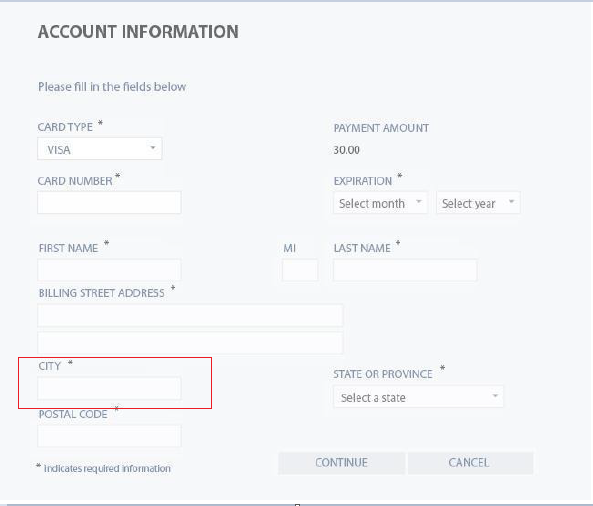 ACCOUNT INFORMATION
Please fill in the fields below
CARD TYPE * PAYMENT AMOUNT
VISA 30.00
CARD NUMBER * EXPIRATION *
Select month Select year
FIRST NAME * MI LAST NAME *
BILLING STREET ADDRESS *
CITY * STATE OR PROVINCE *
Select a state
POSTAL CODE *
CONTINUE CANCEL
* indicates required information